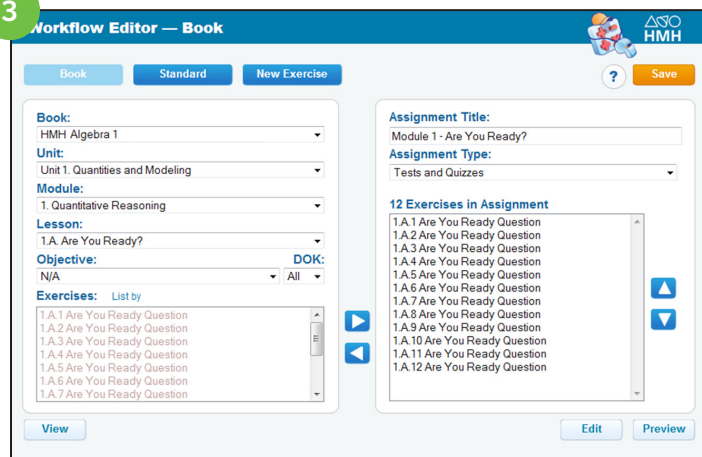 3
Workflow Editor — Book
HMH
Book
Standard
New Exercise
?
Save
Book:
HMH Algebra 1
Unit:
Unit 1. Quantities and Modeling
Module:
1. Quantitative Reasoning
Lesson:
1.A. Are You Ready?
Objective:
DOK:
N/A
All
Exercises:
List by
1.A.1 Are You Ready Question
1.A.2 Are You Ready Question
1.A.3 Are You Ready Question
1.A.4 Are You Ready Question
1.A.5 Are You Ready Question
1.A.6 Are You Ready Question
1.A.7 Are You Ready Question
View
Assignment Title:
Module 1 - Are You Ready?
Assignment Type:
Tests and Quizzes
12 Exercises in Assignment
1.A.1 Are You Ready Question
1.A.2 Are You Ready Question
1.A.3 Are You Ready Question
1.A.4 Are You Ready Question
1.A.5 Are You Ready Question
1.A.6 Are You Ready Question
1.A.7 Are You Ready Question
1.A.8 Are You Ready Question
1.A.9 Are You Ready Question
1.A.10 Are You Ready Question
1.A.11 Are You Ready Question
1.A.12 Are You Ready Question
Edit
Preview